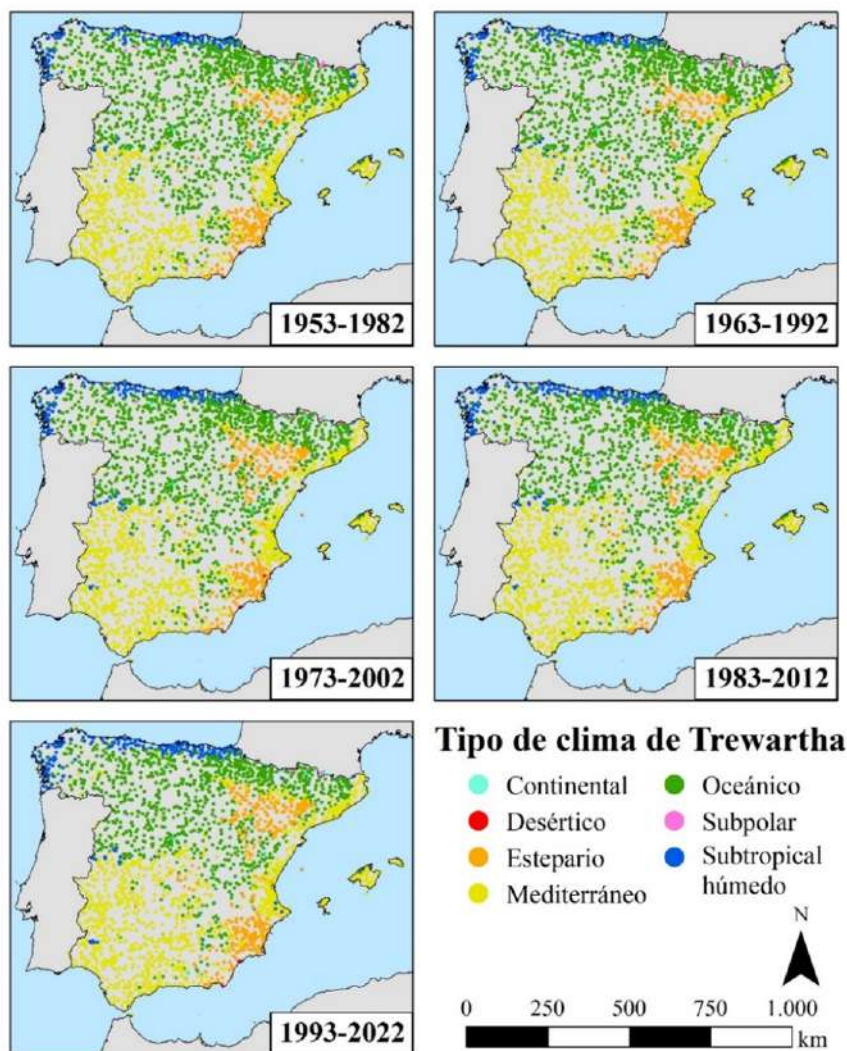 1953-1982
1963-1992
1973-2002
1983-2012
1993-2022
Tipo de clima de Trewartha
Continental
Desértico
Estepario
Mediterráneo
Oceánico
Subpolar
Subtropical
húmedo
N
0 250 500 750 1.000
km